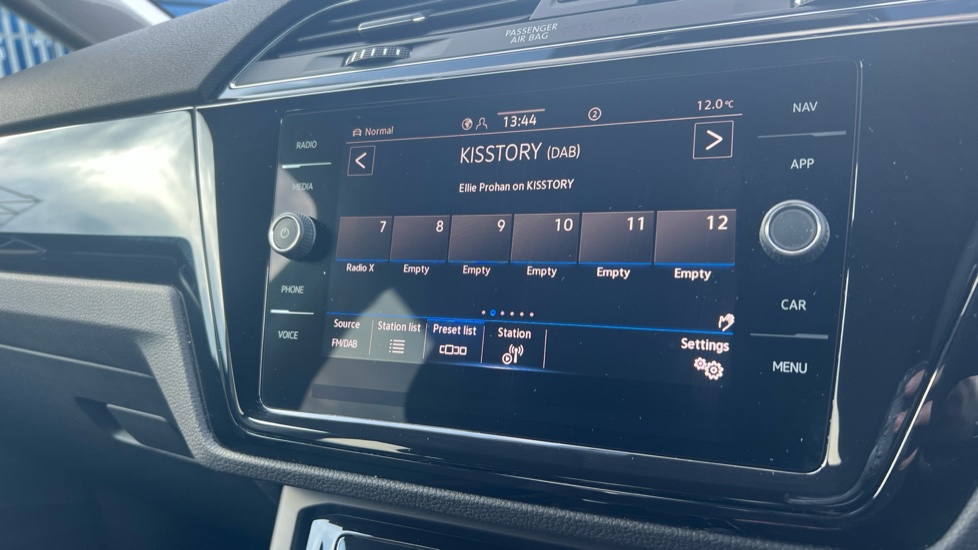 PASSENGER
AIR BAG
RADIO
MEDIA
PHONE
VOICE
Normal
13:44
2
12.0°C
<
KISSTORY (DAB)
>
Ellie Prohan on KISSTORY
7 8 9 10 11 12
Radio X Empty Empty Empty Empty Empty
Source Station list Preset list Station Settings
FM/DAB
NAV
APP
CAR
MENU